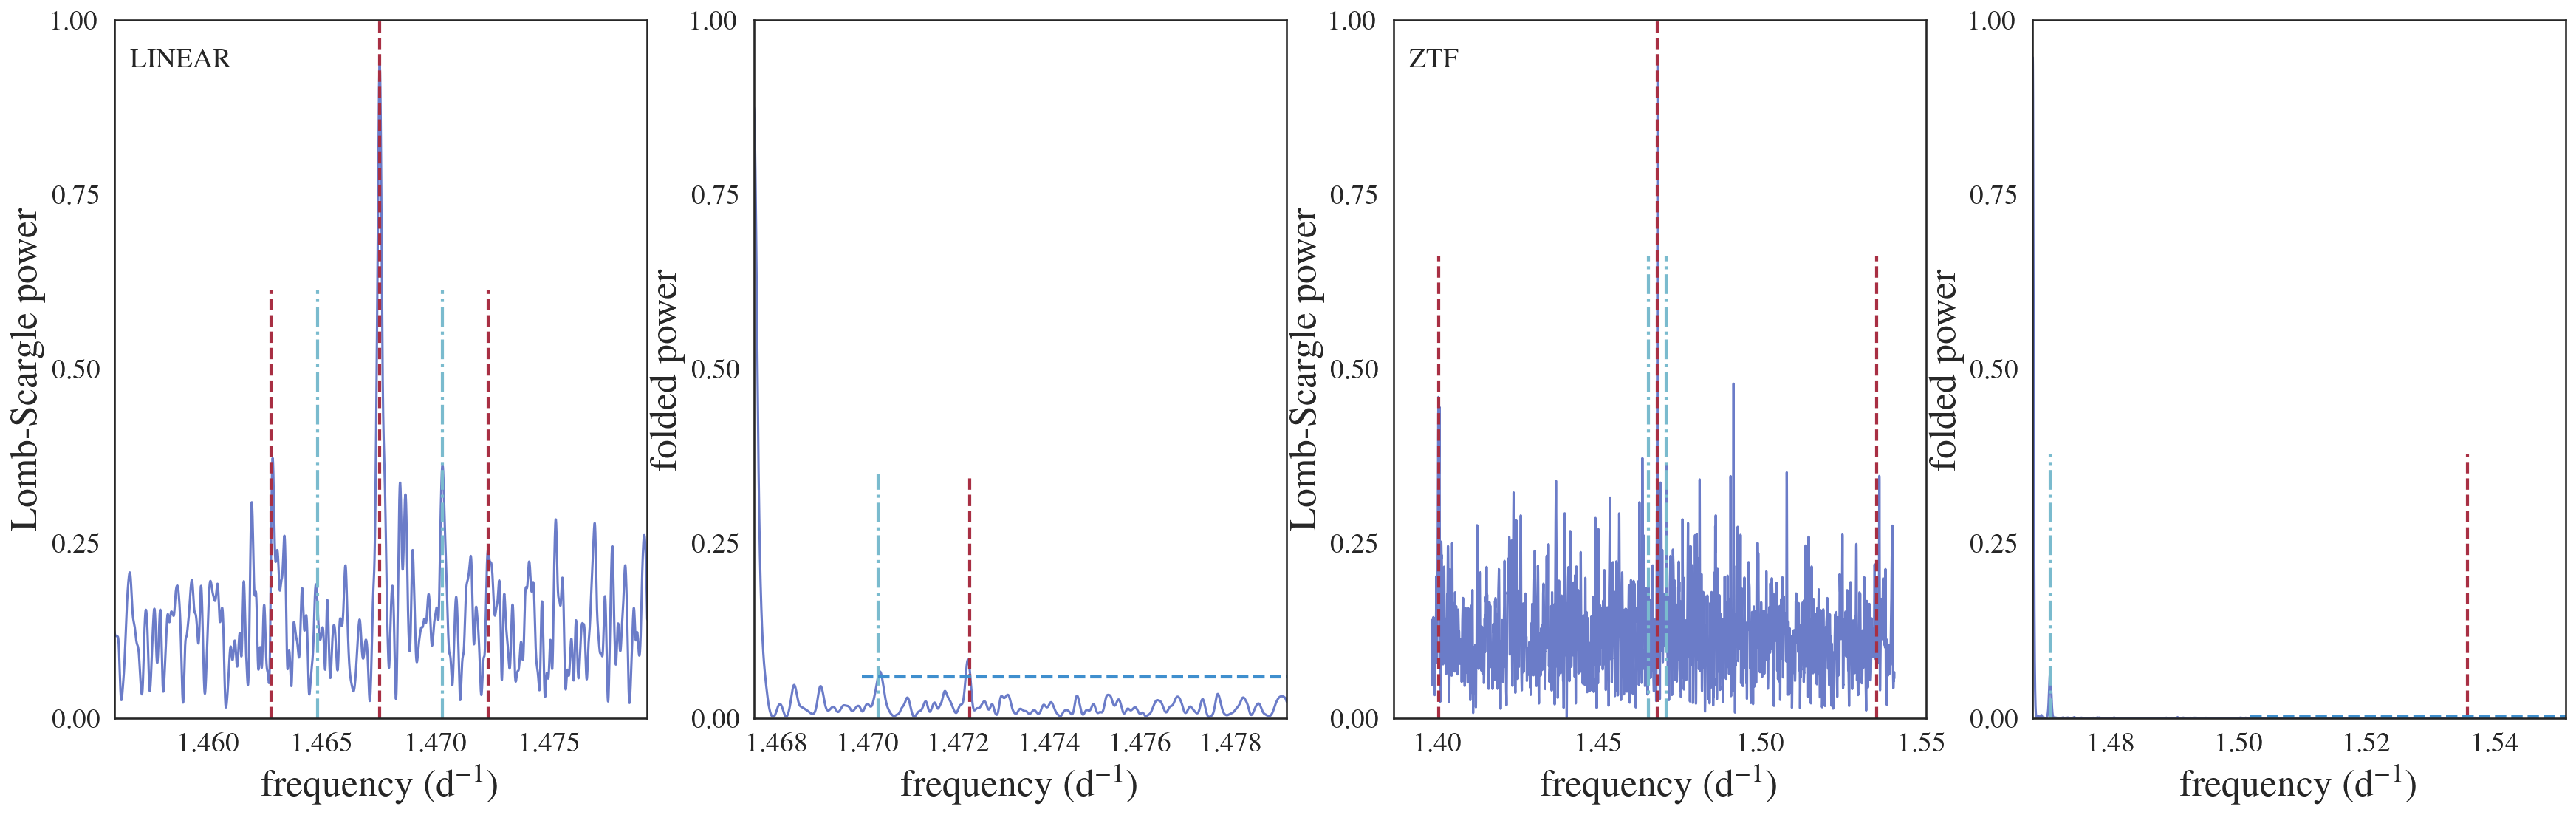 LINEAR
Lomb-Scargle power
1.00
0.75
0.50
0.25
0.00
1.460 1.465 1.470 1.475
frequency (d⁻¹)
folded power
1.00
0.75
0.50
0.25
0.00
1.468 1.470 1.472 1.474 1.476 1.478
frequency (d⁻¹)
ZTF
Lomb-Scargle power
1.00
0.75
0.50
0.25
0.00
1.40 1.45 1.50 1.55
frequency (d⁻¹)
folded power
1.00
0.75
0.50
0.25
0.00
1.48 1.50 1.52 1.54
frequency (d⁻¹)